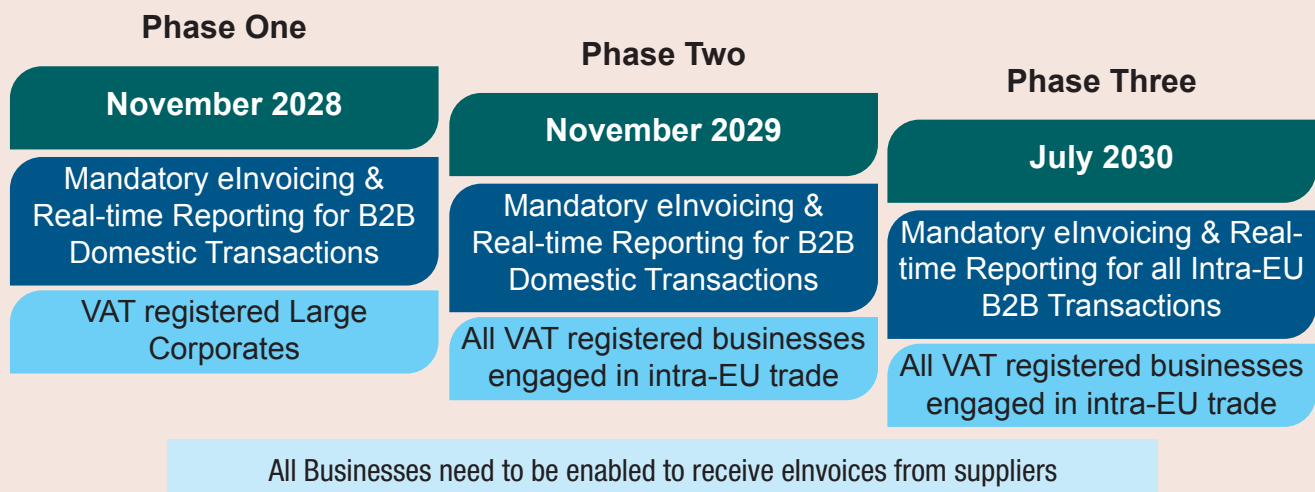 Phase One
November 2028
Mandatory eInvoicing &
Real-time Reporting for B2B
Domestic Transactions
VAT registered Large
Corporates
Phase Two
November 2029
Mandatory eInvoicing &
Real-time Reporting for B2B
Domestic Transactions
All VAT registered businesses
engaged in intra-EU trade
Phase Three
July 2030
Mandatory eInvoicing & Real-
time Reporting for all Intra-EU
B2B Transactions
All VAT registered businesses
engaged in intra-EU trade
All Businesses need to be enabled to receive eInvoices from suppliers